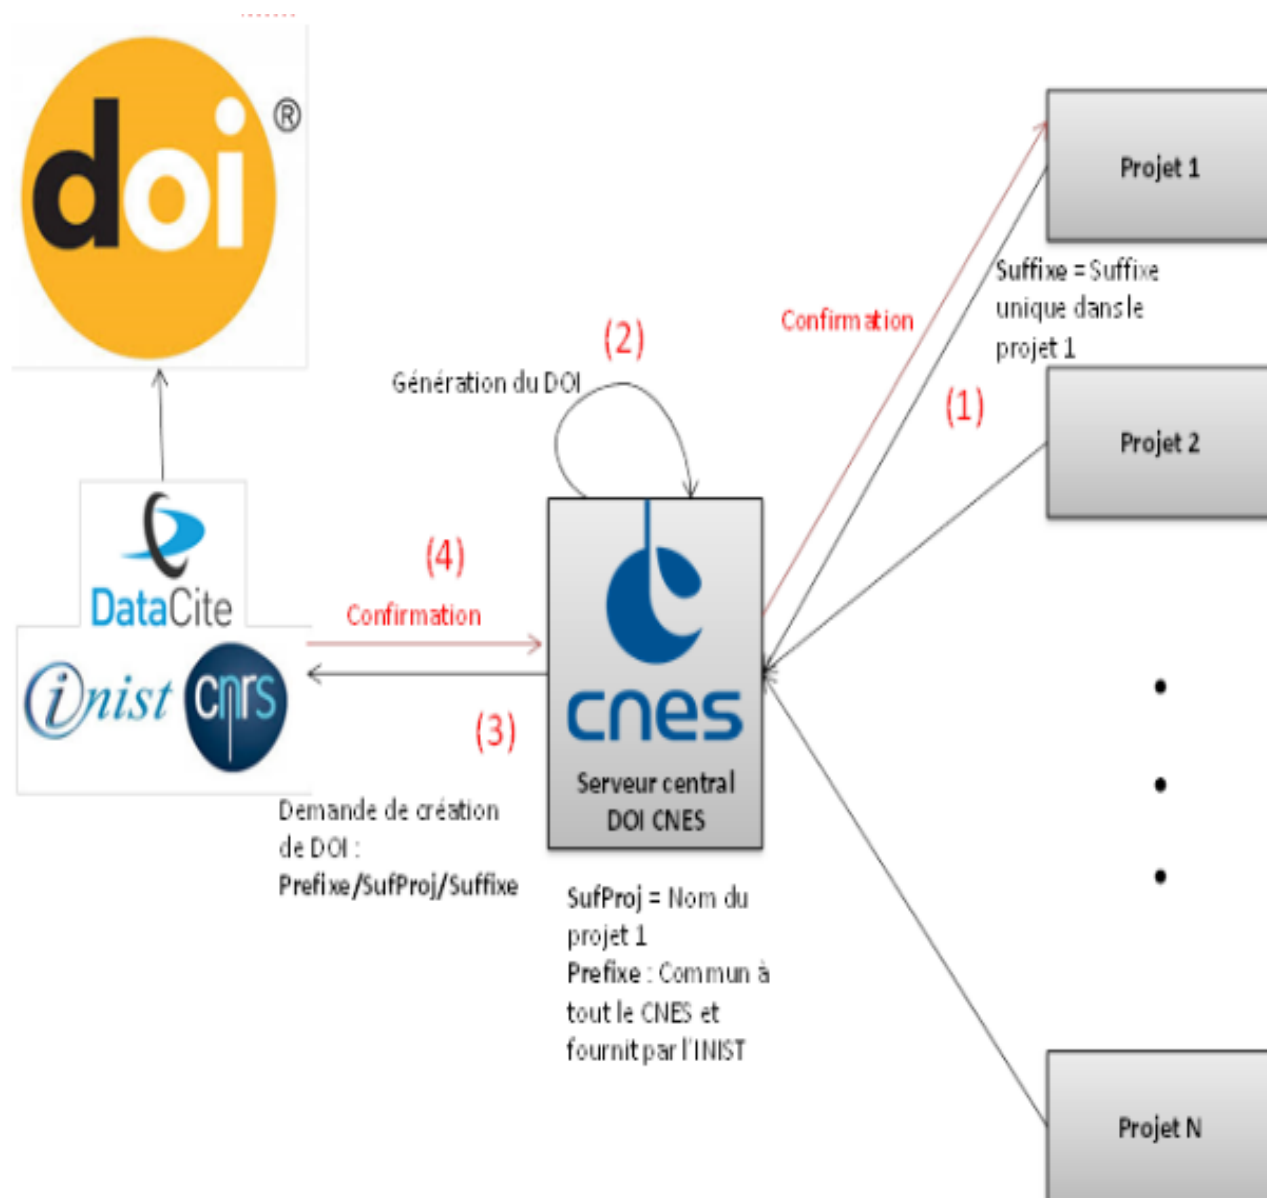 doi®
Projet 1
Suffixe = Suffixe
unique dans le
projet 1
Confirmation
(1)
(2)
Génération du DOI
Projet 2
DataCite
inist cnrs
(4)
Confirmation
(3)
cnes
Serveur central
DOI CNES
Demande de création
de DOI :
Prefixe/SufProj/Suffixe
SufProj = Nom du
projet 1
Prefixe : Commun à
tout le CNES et
fournit par l'INIST
Projet N